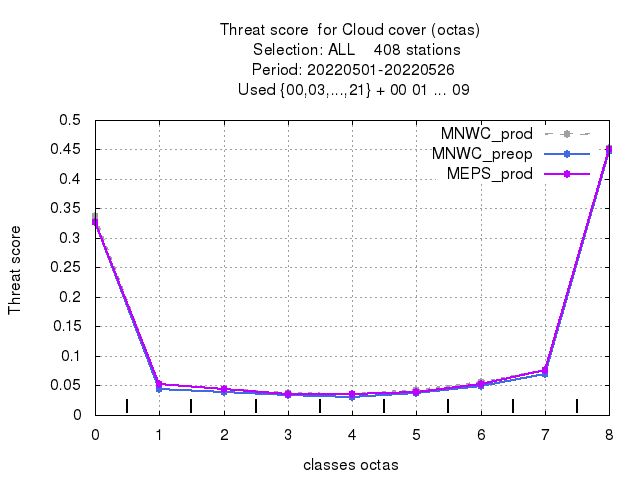 Threat score  for Cloud cover (octas)
Selection: ALL    408 stations
Period: 20220501-20220526
Used {00,03,...,21} + 00 01 ... 09
MNWC_prod
MNWC_preop
MEPS_prod
0.5
0.45
0.4
0.35
0.3
0.25
0.2
0.15
0.1
0.05
0
Threat score
0 1 2 3 4 5 6 7 8
classes octas